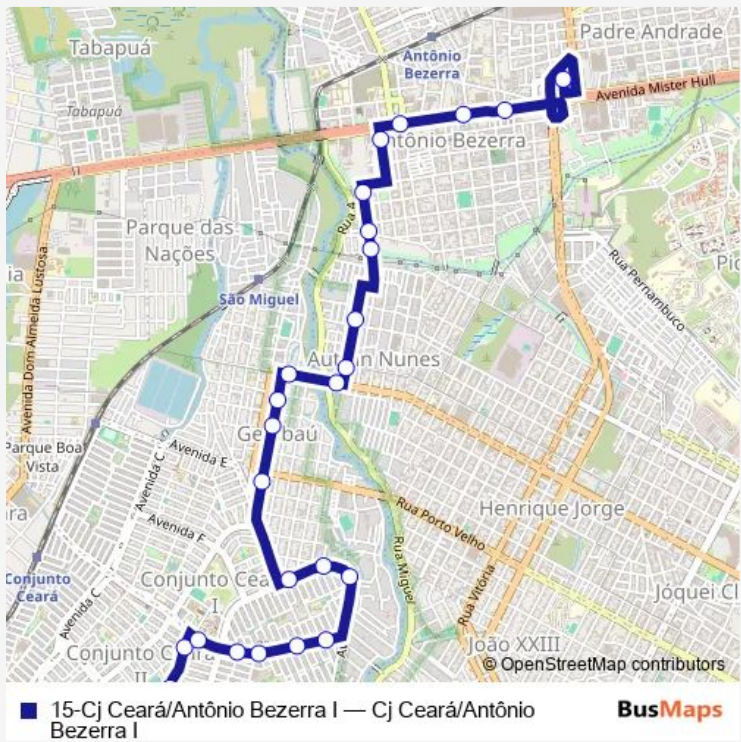 Padre Andrade
Tabapuá
Antônio
Bezerra
Avenida Mister Hull
Tabapuá
Antônio Bezerra
Rua A
Parque das
Nações
Rua Pernambuco
São Miguel
Avenida Dom Almeida Lustosa
Autran Nunes
Genibaú
Parque Boa
Vista
Avenida E
Avenida C
Rua Porto Velho
Henrique Jorge
Avenida F
Rua Miguel
Conjunto
Ceará
Conjunto Cea
I
Avenida C
Rua Vitória
Jóquei Cl
João XXIII
Conjunto Ceará
II
© OpenStreetMap contributors
15-Cj Ceará/Antônio Bezerra I — Cj Ceará/Antônio
Bezerra I
BusMaps